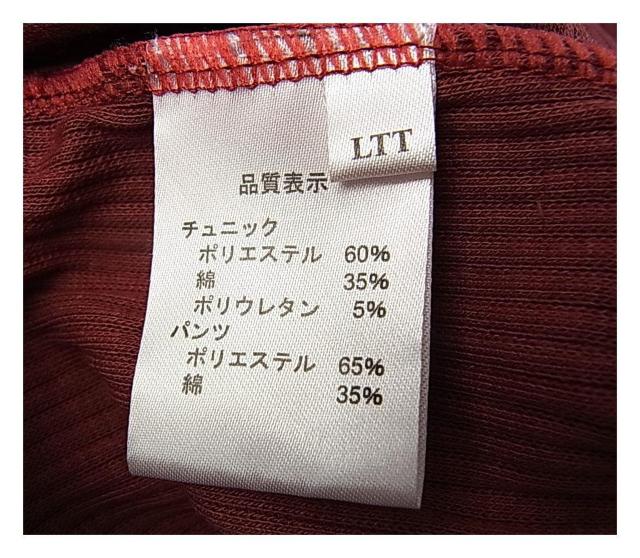 LTT
品質表示
チュニック
ポリエステル 60%
綿 35%
ポリウレタン 5%
パンツ
ポリエステル 65%
綿 35%